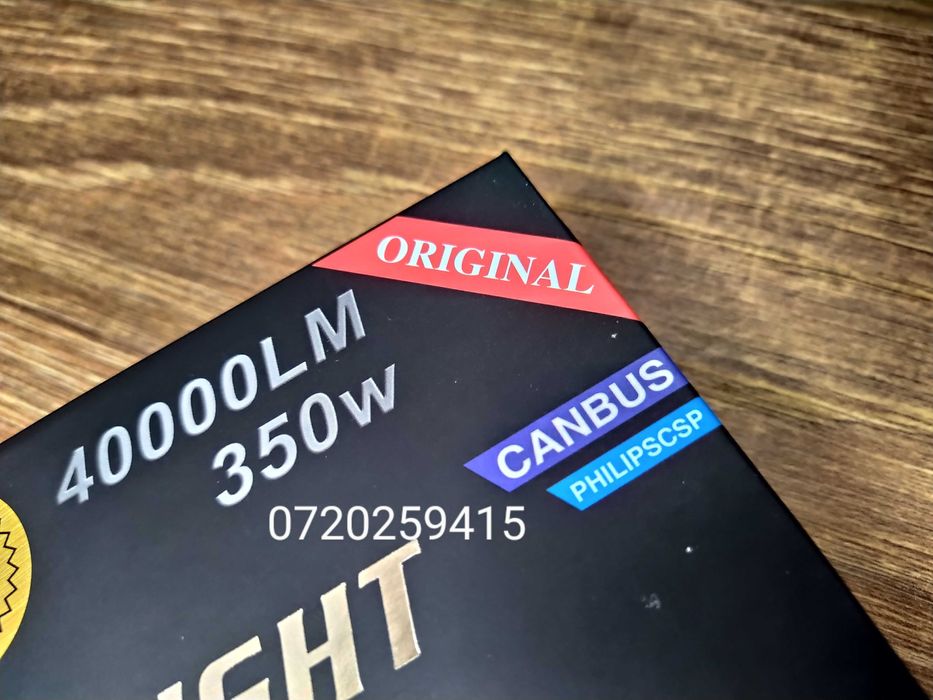 ORIGINAL
40000LM
350w
CANBUS
PHILIPSCSP
0720259415